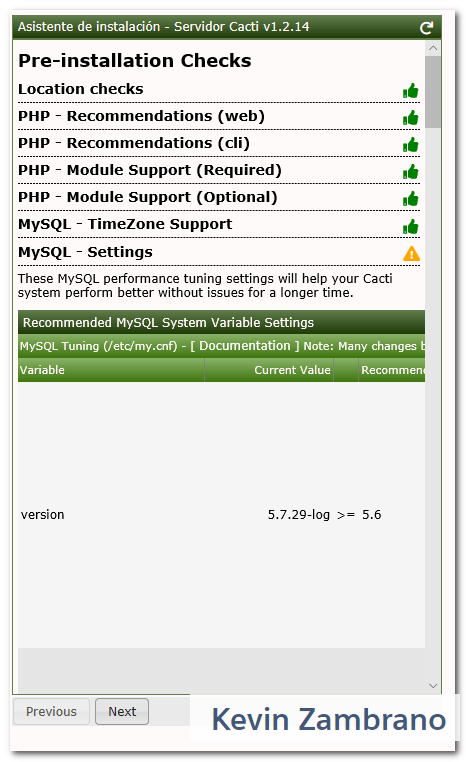 Asistente de instalación - Servidor Cacti v1.2.14
Pre-installation Checks
Location checks
PHP - Recommendations (web)
PHP - Recommendations (cli)
PHP - Module Support (Required)
PHP - Module Support (Optional)
MySQL - TimeZone Support
MySQL - Settings
These MySQL performance tuning settings will help your Cacti
system perform better without issues for a longer time.
Recommended MySQL System Variable Settings
MySQL Tuning (/etc/my.cnf) - [ Documentation ] Note: Many changes b
Variable Current Value Recommend
version 5.7.29-log >= 5.6
Previous Next
Kevin Zambrano